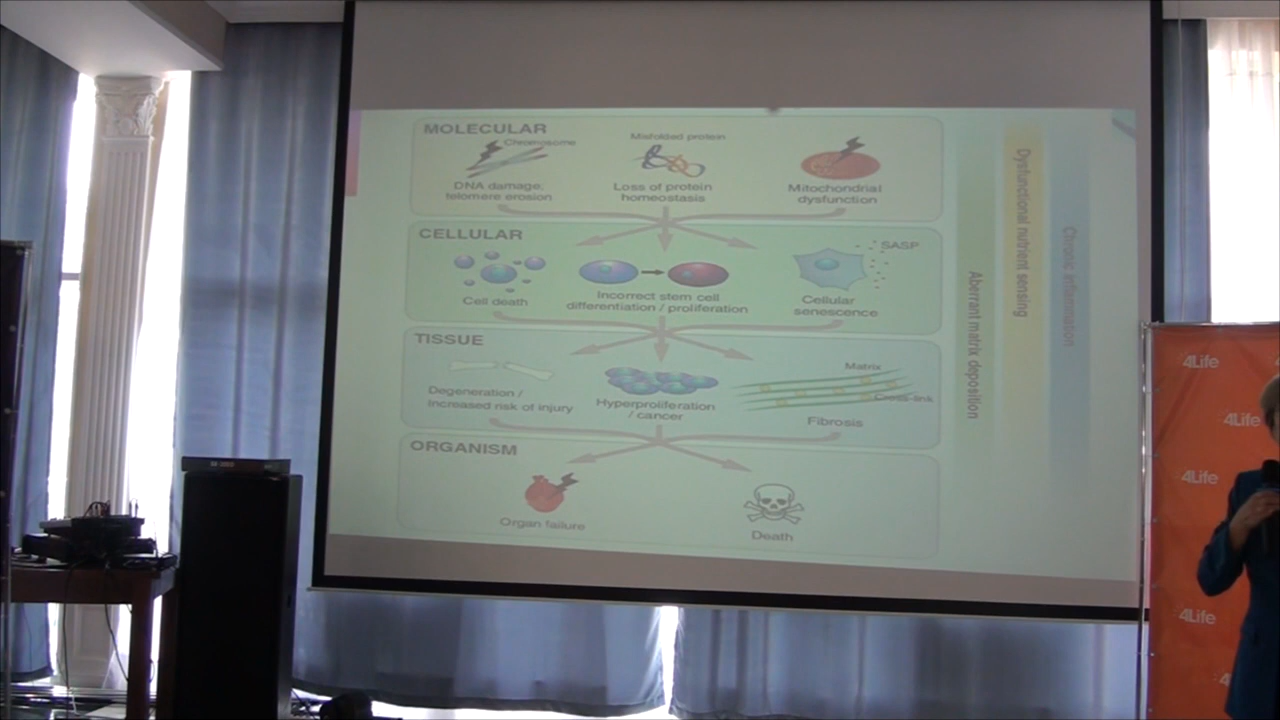 MOLECULAR
Chromosome
Misfolded protein
DNA damage;
telomere erosion
Loss of protein
homeostasis
Mitochondrial
dysfunction
CELLULAR
SASP
Cell death
Incorrect stem cell
differentiation / proliferation
Cellular
senescence
TISSUE
Matrix
Cross-link
Degeneration /
Increased risk of injury
Hyperproliferation
/ cancer
Fibrosis
ORGANISM
Organ failure
Death
Aberrant matrix deposition
Dysfunctional nutrient sensing
Chronic inflammation
4Life
4Life
4Life
4Life